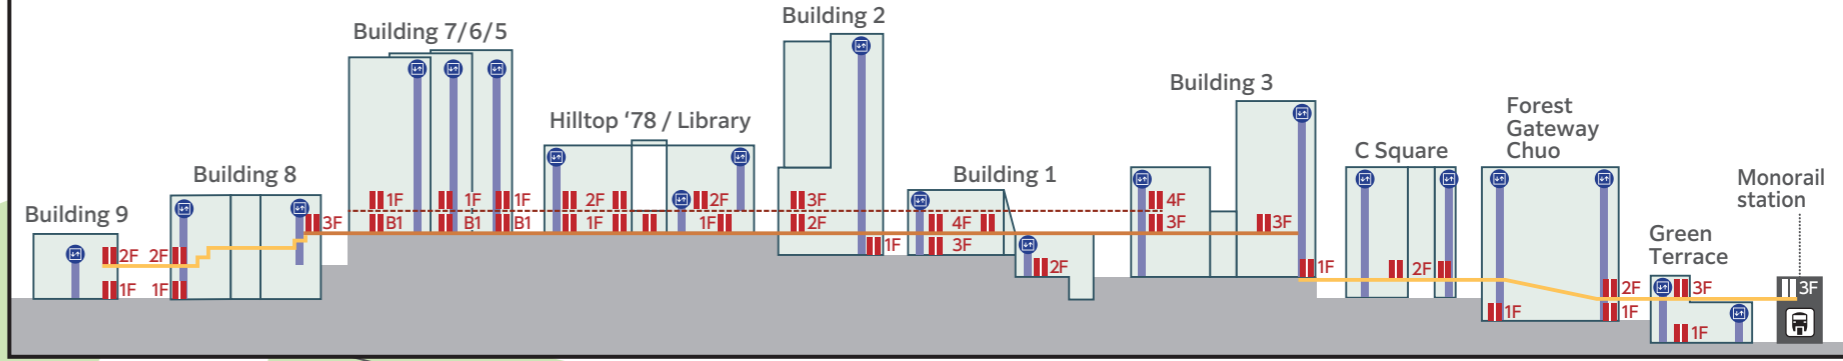 Building 9
2F
1F
Building 8
2F
1F
3F
Building 7/6/5
1F
B1
1F
B1
1F
B1
Hilltop ‘78 / Library
2F
1F
2F
1F
Building 2
3F
2F
1F
Building 1
4F
3F
2F
Building 3
4F
3F
3F
1F
C Square
2F
Forest
Gateway
Chuo
1F
2F
1F
Green
Terrace
3F
1F
Monorail
station
3F